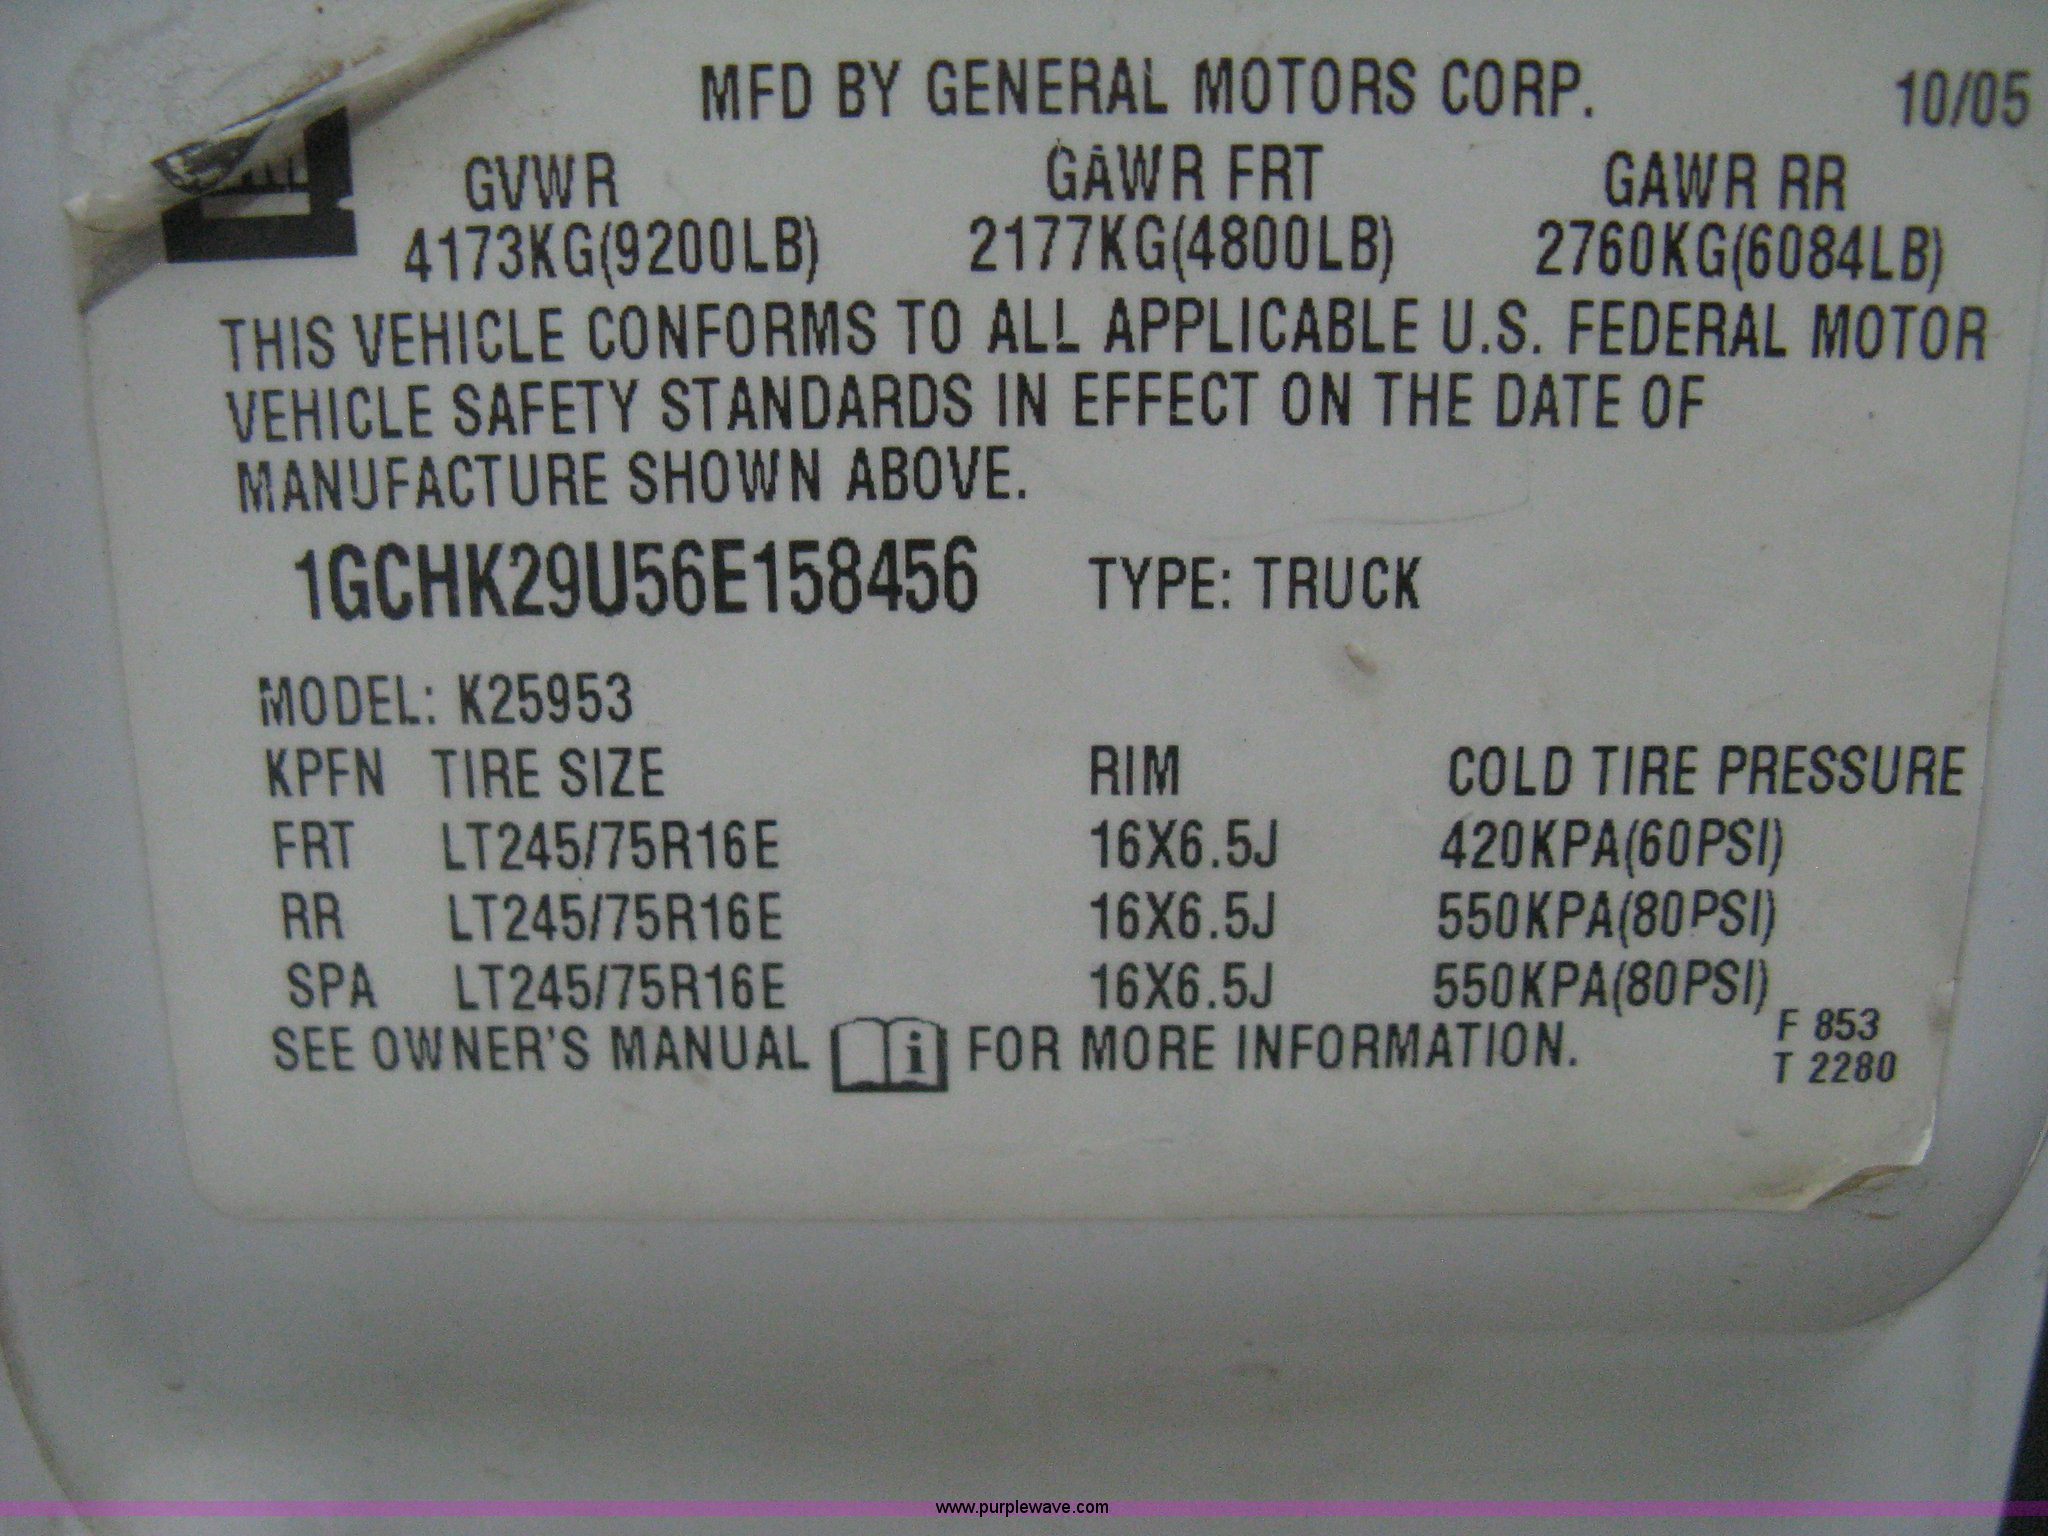 MFD BY GENERAL MOTORS CORP. 10/05
GVWR GAWR FRT GAWR RR
4173KG(9200LB) 2177KG(4800LB) 2760KG(6084LB)
THIS VEHICLE CONFORMS TO ALL APPLICABLE U.S. FEDERAL MOTOR
VEHICLE SAFETY STANDARDS IN EFFECT ON THE DATE OF
MANUFACTURE SHOWN ABOVE.
1GCHK29U56E158456 TYPE: TRUCK
MODEL: K25953
KPFN TIRE SIZE RIM COLD TIRE PRESSURE
FRT LT245/75R16E 16X6.5J 420KPA(60PSI)
RR LT245/75R16E 16X6.5J 550KPA(80PSI)
SPA LT245/75R16E 16X6.5J 550KPA(80PSI)
SEE OWNER'S MANUAL i FOR MORE INFORMATION.
F 853
T 2280
www.purplewave.com